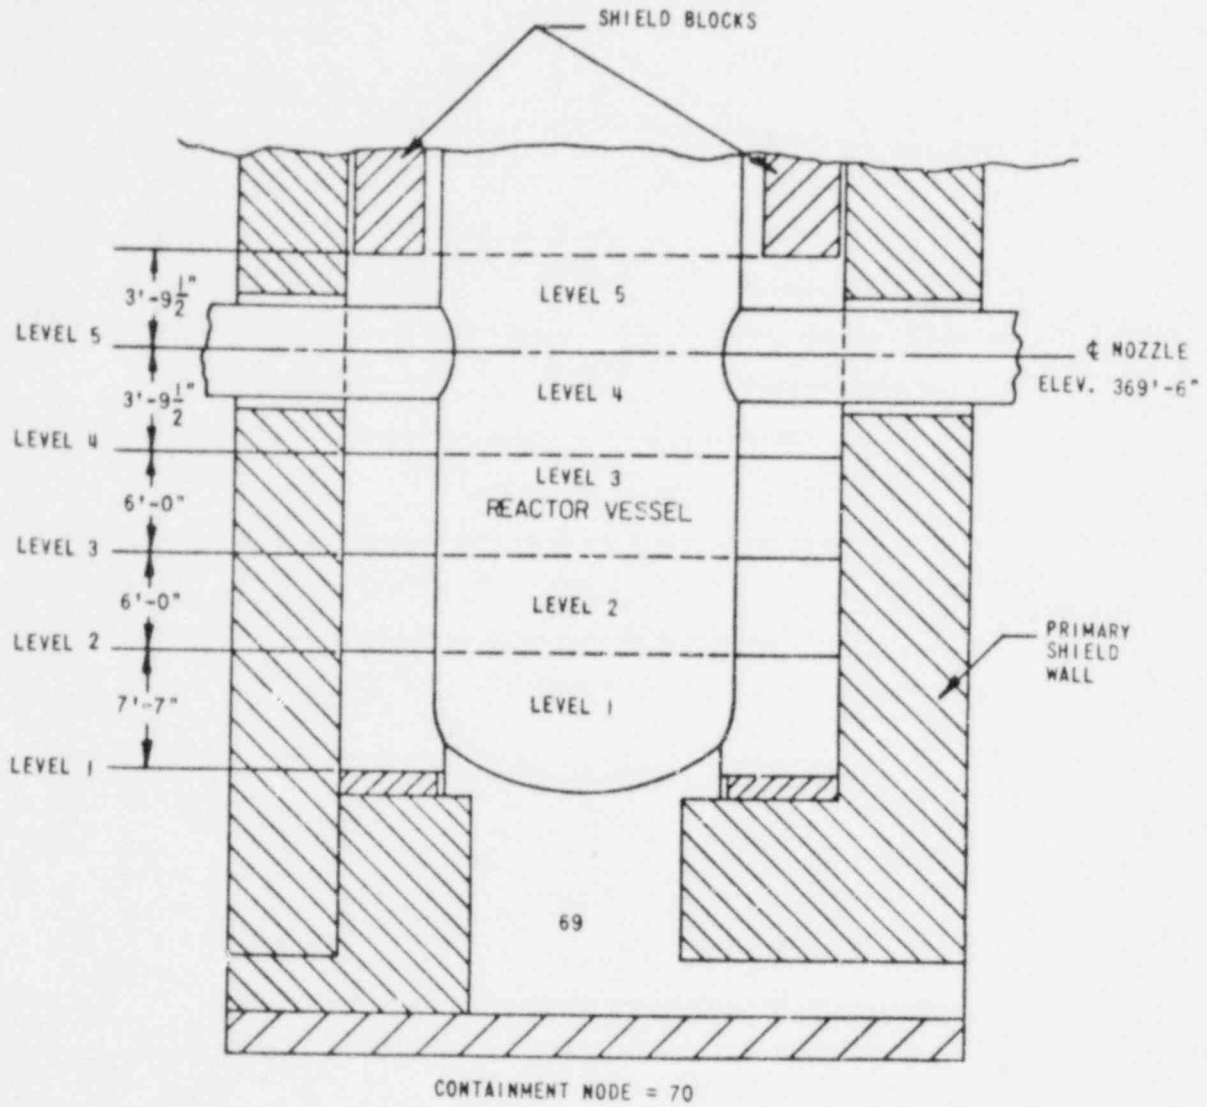 SHIELD BLOCKS
3'-9 1/2"
LEVEL 5
LEVEL 5
℄ NOZZLE
ELEV. 369'-6"
3'-9 1/2"
LEVEL 4
LEVEL 4
LEVEL 3
REACTOR VESSEL
6'-0"
LEVEL 3
6'-0"
LEVEL 2
LEVEL 2
PRIMARY
SHIELD
WALL
7'-7"
LEVEL 1
LEVEL 1
69
CONTAINMENT NODE = 70